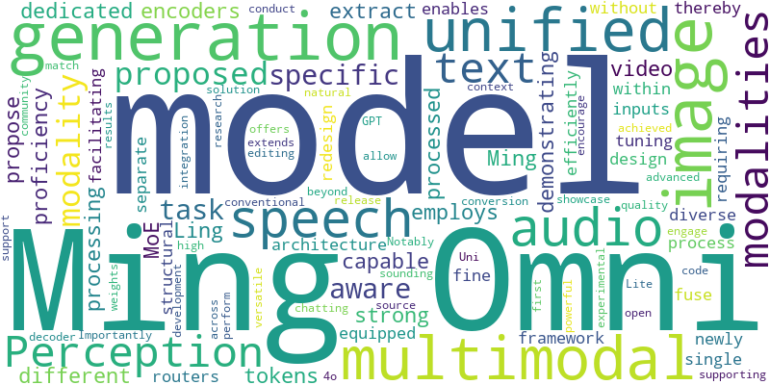 dedicated
encoders
extract
conduct
enables
without
thereby
generation
unified
image
modalities
community
match
solution
natural
context
proposed
specific
text
video
within
inputs
tuning
design
requiring
propose
proficiency
modality
facilitating
model
results
integration
research
offers
extends
editing
GPT
allow
redesign
processed
demonstrating
efficiently
encourage
achieved
advanced
beyond
release
Ming
separate
processing
MoE
task
conventional
speech
employs
conversion
showcase
quality
audio
diverse
process
engage
support
weights
structural
Ling
high
architecture
Notably
capable
sounding
Uni
aware
fine
source
strong
chatting
equipped
framework
Ming Omni
first
powerful
experimental
Lite
open
code
fuse
newly
single
supporting
development
across
perform
versatile
decoder
Importantly
Perception
different
routers
tokens
4o
multimodal